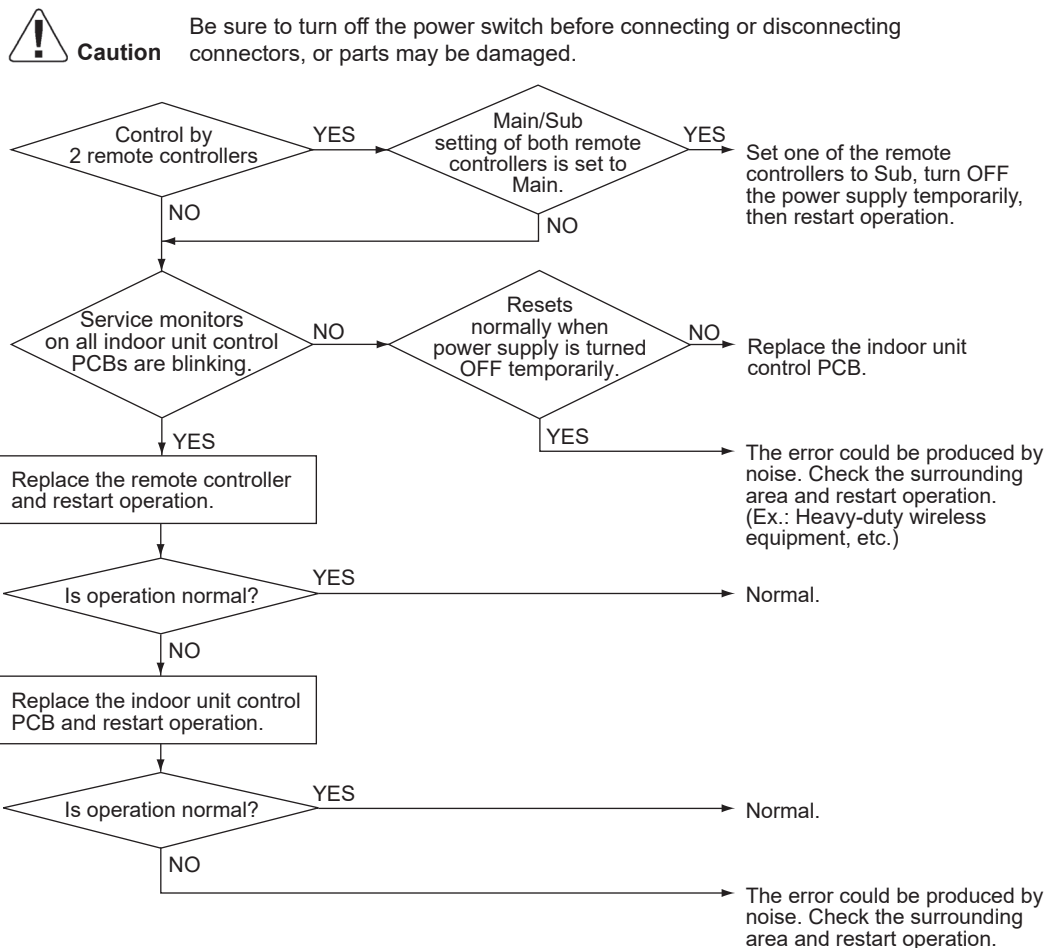 Be sure to turn off the power switch before connecting or disconnecting
Caution connectors, or parts may be damaged.
Control by
2 remote controllers
YES
Main/Sub
setting of both remote
controllers is set to
Main.
YES
Set one of the remote
controllers to Sub, turn OFF
the power supply temporarily,
then restart operation.
NO
NO
Service monitors
on all indoor unit control
PCBs are blinking.
NO
Resets
normally when
power supply is turned
OFF temporarily.
NO
Replace the indoor unit
control PCB.
YES
YES
The error could be produced by
noise. Check the surrounding
area and restart operation.
(Ex.: Heavy-duty wireless
equipment, etc.)
Replace the remote controller
and restart operation.
Is operation normal?
YES
Normal.
NO
Replace the indoor unit control
PCB and restart operation.
Is operation normal?
YES
Normal.
NO
The error could be produced by
noise. Check the surrounding
area and restart operation.